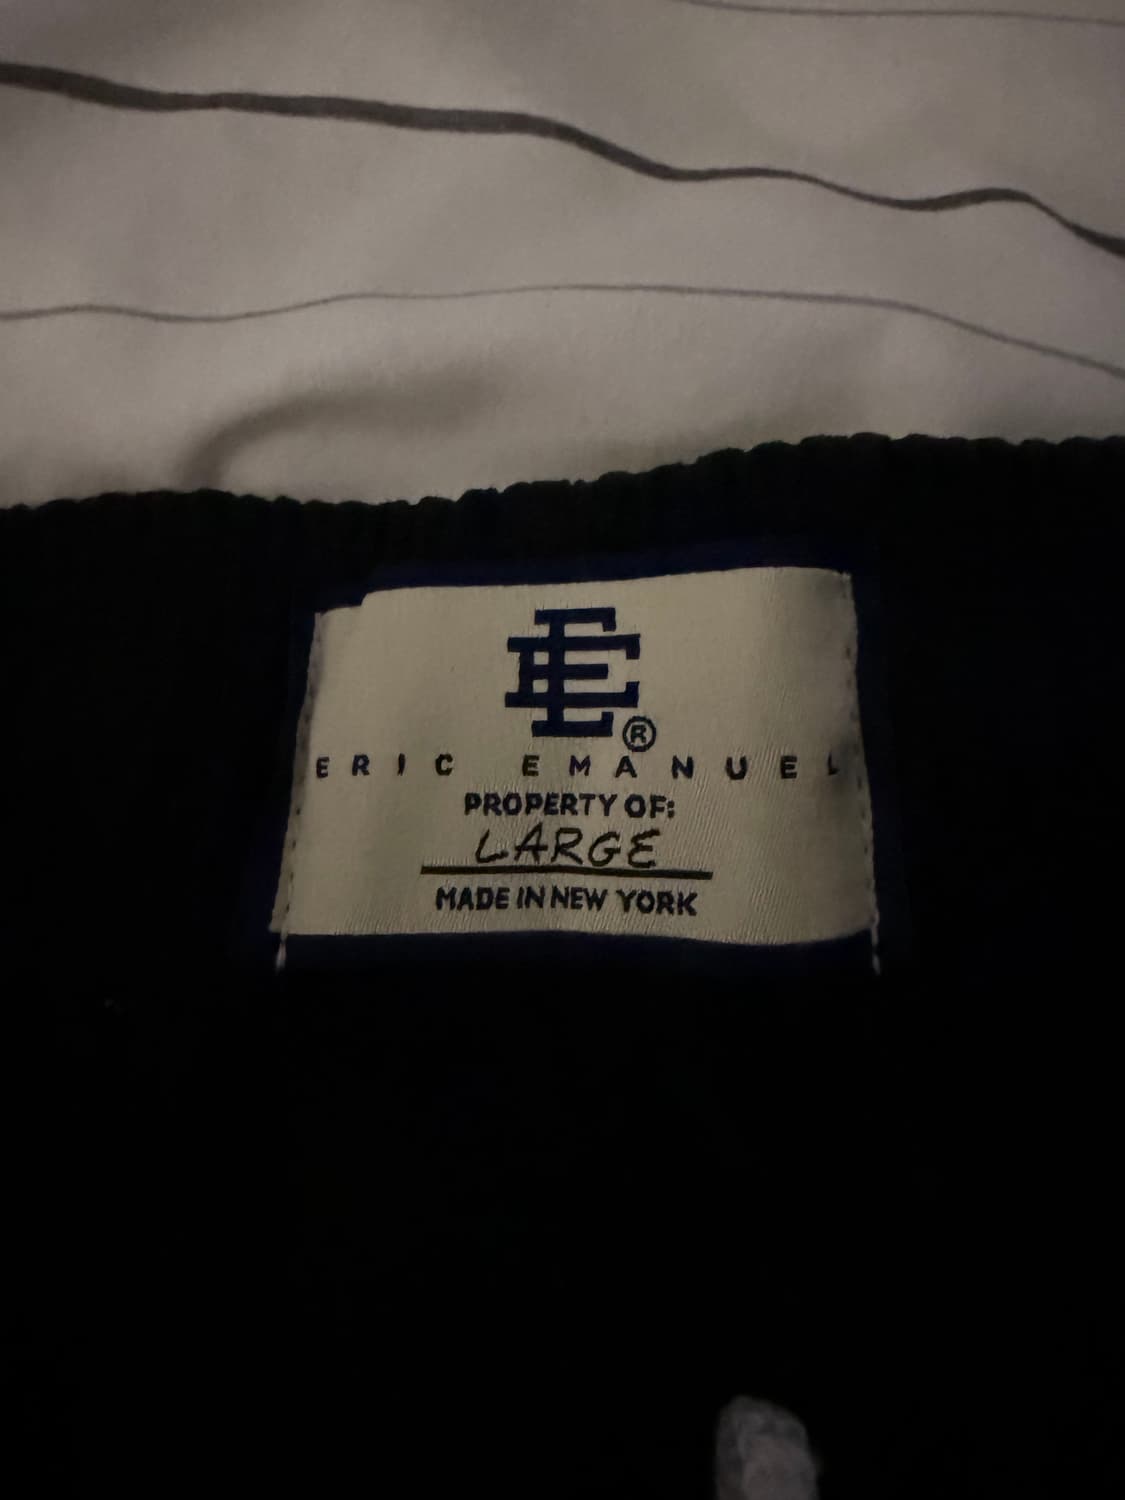 EE®
ERIC EMANUEL
PROPERTY OF:
LARGE
MADE IN NEW YORK